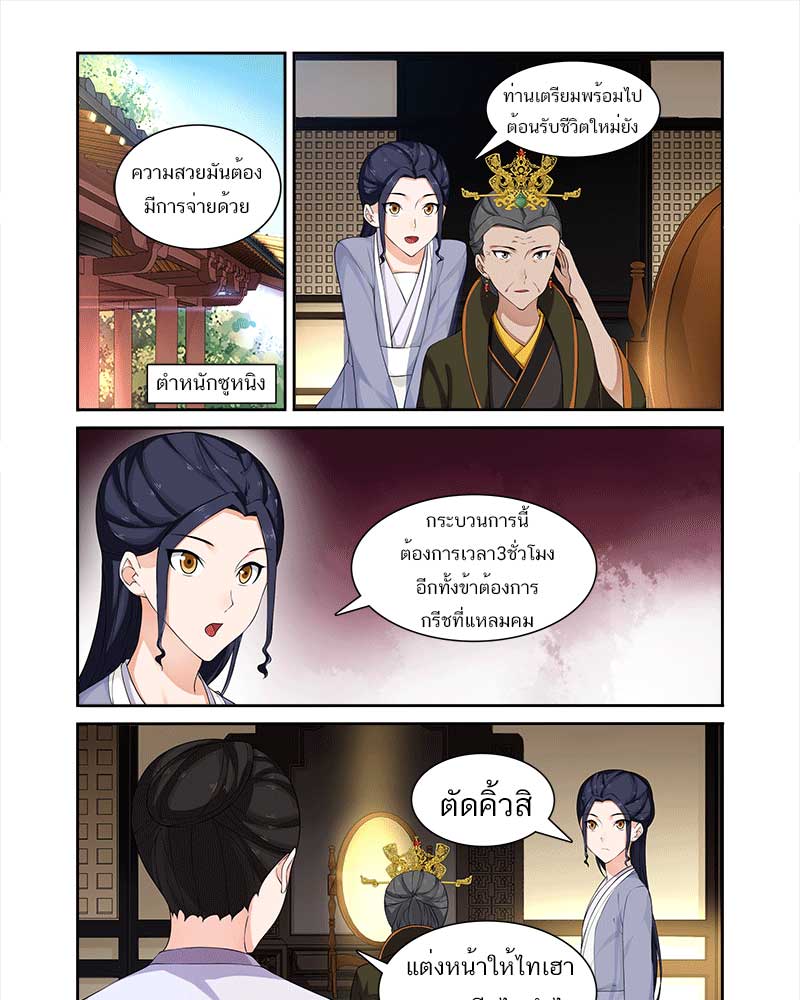 ความสวยมันต้อง
มีการจ่ายด้วย
ตำหนักซูหนิง
ท่านเตรียมพร้อมไป
ต้อนรับชีวิตใหม่ยัง
กระบวนการนี้
ต้องการเวลา3ชั่วโมง
อีกทั้งข้าต้องการ
กรีชที่แหลมคม
ตัดคิ้วสิ
แต่งหน้าให้ไทเฮา